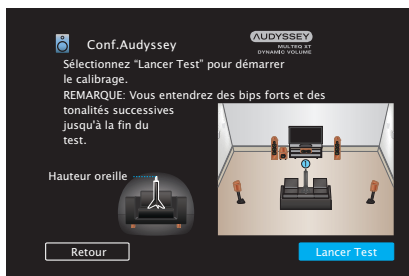 Conf.Audyssey
AUDYSSEY
MULTEQ XT
DYNAMIC VOLUME
Sélectionnez “Lancer Test” pour démarrer
le calibrage.
REMARQUE: Vous entendrez des bips forts et des
tonalités successives
jusqu'à la fin du
test.
Hauteur oreille
Retour
Lancer Test